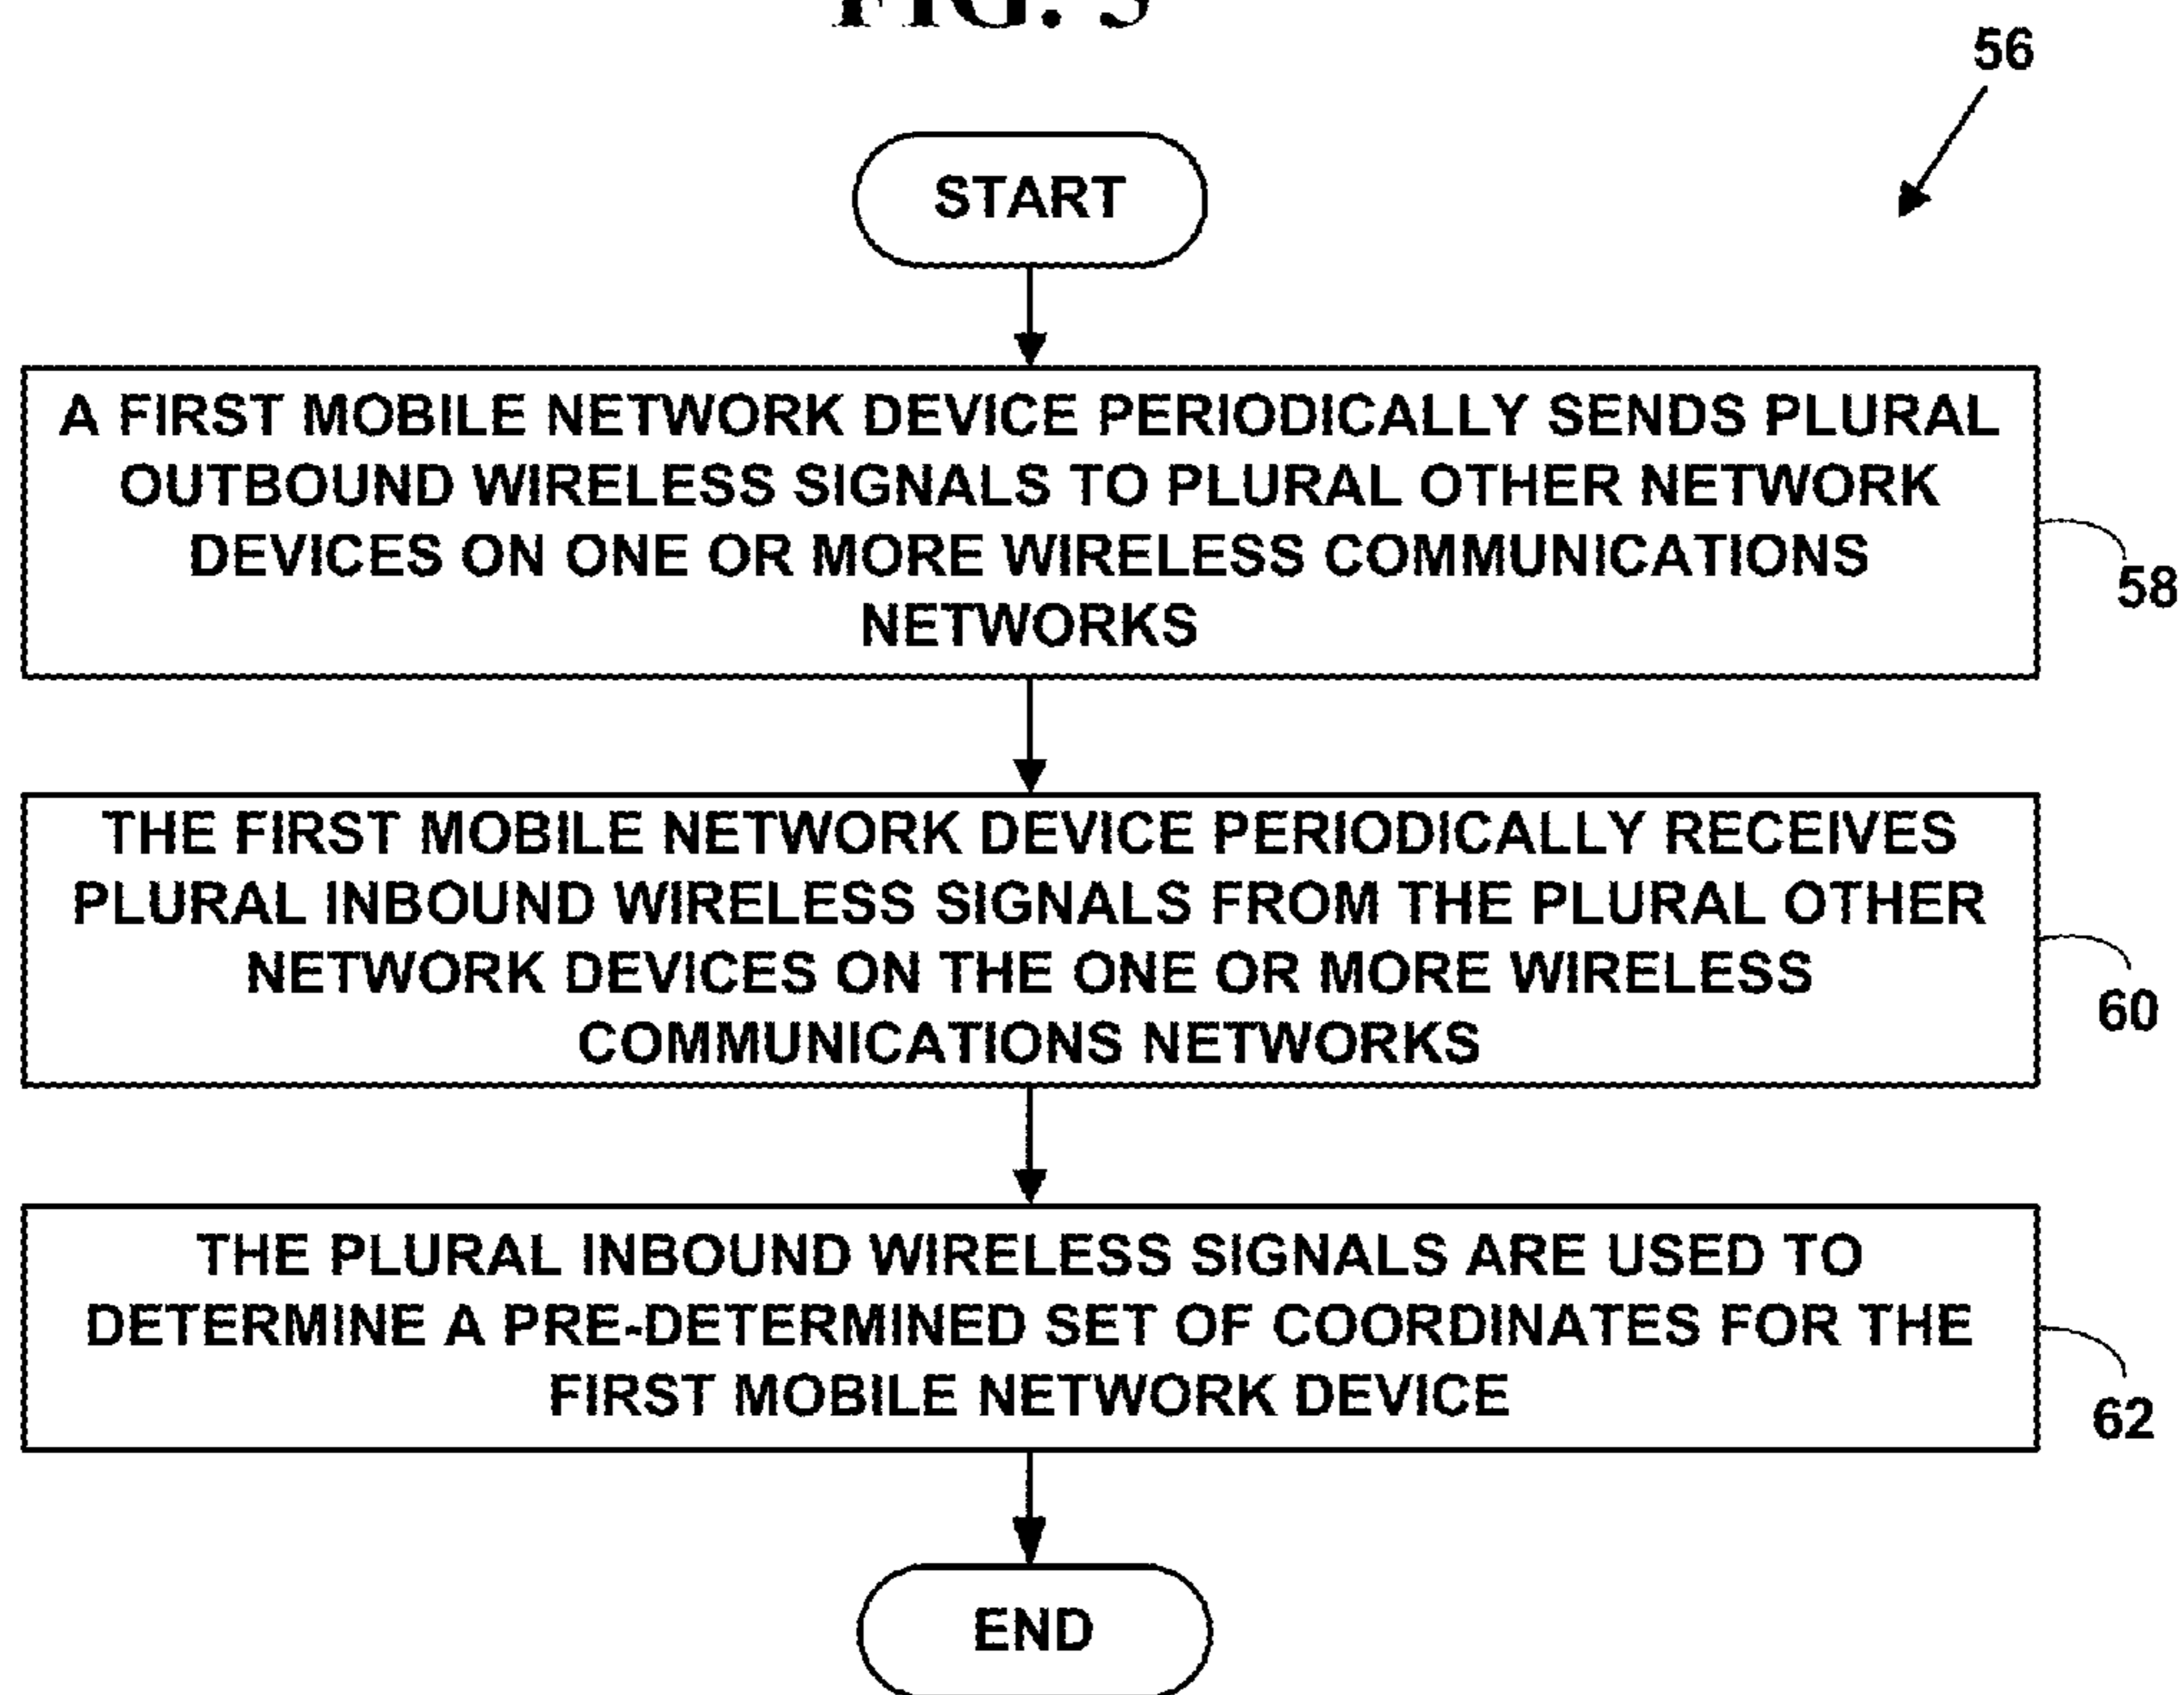 FIG. 3
56
START
A FIRST MOBILE NETWORK DEVICE PERIODICALLY SENDS PLURAL
OUTBOUND WIRELESS SIGNALS TO PLURAL OTHER NETWORK
DEVICES ON ONE OR MORE WIRELESS COMMUNICATIONS
NETWORKS
58
THE FIRST MOBILE NETWORK DEVICE PERIODICALLY RECEIVES
PLURAL INBOUND WIRELESS SIGNALS FROM THE PLURAL OTHER
NETWORK DEVICES ON THE ONE OR MORE WIRELESS
COMMUNICATIONS NETWORKS
60
THE PLURAL INBOUND WIRELESS SIGNALS ARE USED TO
DETERMINE A PRE-DETERMINED SET OF COORDINATES FOR THE
FIRST MOBILE NETWORK DEVICE
62
END